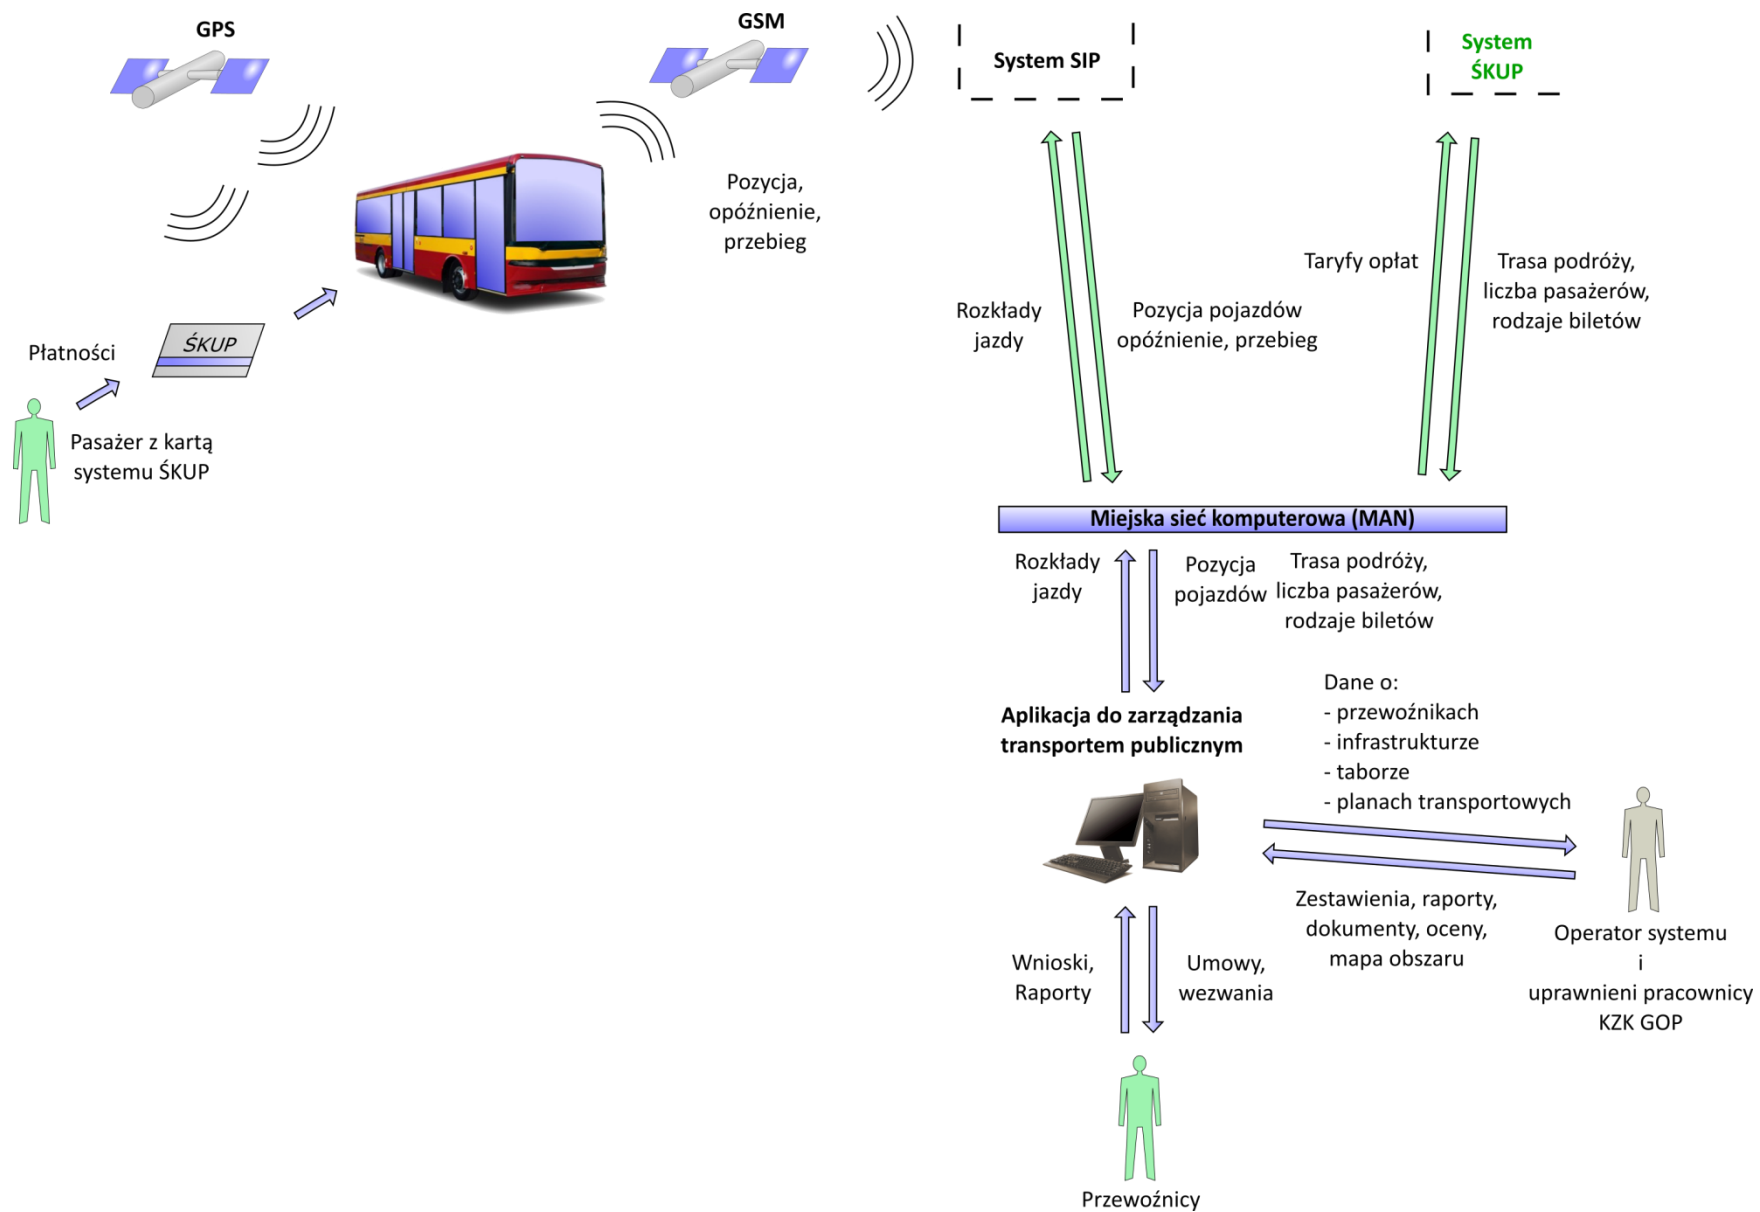 GPS
GSM
System SIP
System
ŚKUP
Pozycja,
opóźnienie,
przebieg
Płatności
ŚKUP
Pasażer z kartą
systemu ŚKUP
Rozkłady
jazdy
Pozycja pojazdów
opóźnienie, przebieg
Taryfy opłat
Trasa podróży,
liczba pasażerów,
rodzaje biletów
Miejska sieć komputerowa (MAN)
Rozkłady
jazdy
Pozycja
pojazdów
Trasa podróży,
liczba pasażerów,
rodzaje biletów
Aplikacja do zarządzania
transportem publicznym
Dane o:
- przewoźnikach
- infrastrukturze
- taborze
- planach transportowych
Zestawienia, raporty,
dokumenty, oceny,
mapa obszaru
Operator systemu
i
uprawnieni pracownicy
KZK GOP
Wnioski,
Raporty
Umowy,
wezwania
Przewoźnicy